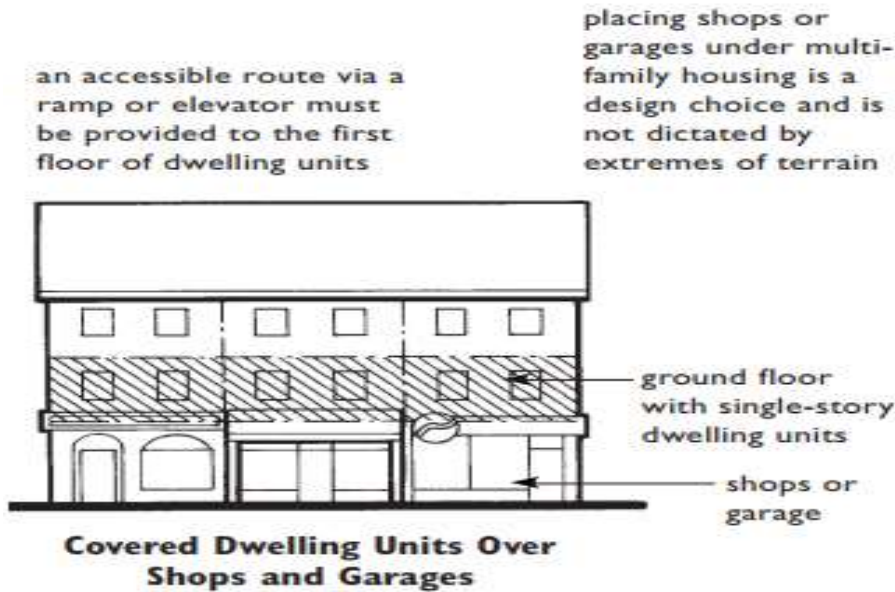 an accessible route via a
ramp or elevator must
be provided to the first
floor of dwelling units
placing shops or
garages under multi-
family housing is a
design choice and is
not dictated by
extremes of terrain
ground floor
with single-story
dwelling units
shops or
garage
Covered Dwelling Units Over
Shops and Garages